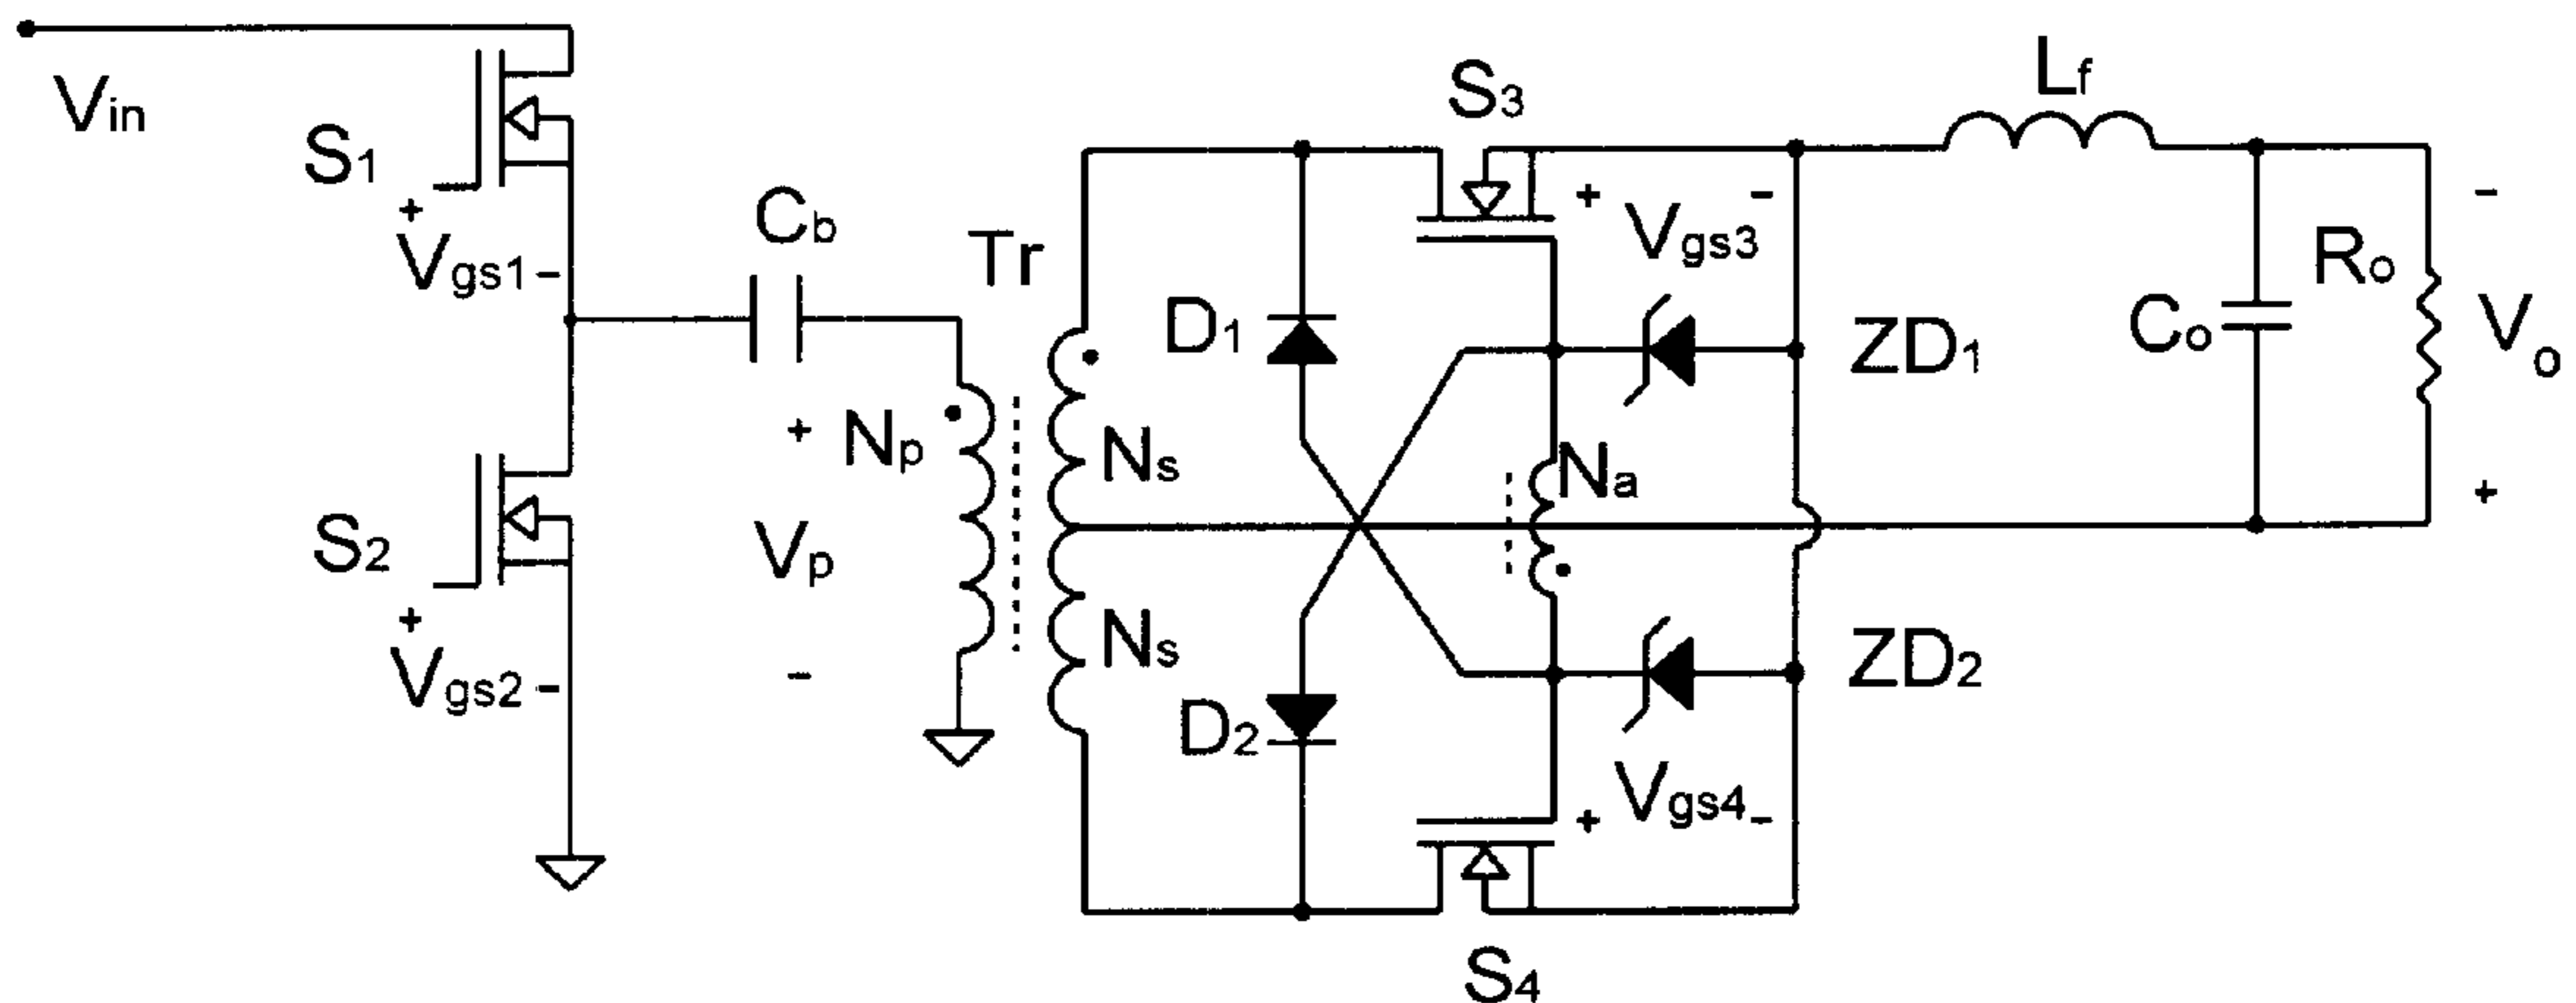 Vin
S1
+
Vgs1 -
S2
+
Vgs2 -
Cb
Tr
+
Np
Vp
-
Ns
Ns
D1
D2
S3
+ Vgs3 -
ZD1
Na
ZD2
+ Vgs4 -
S4
Lf
Co
Ro
-
Vo
+